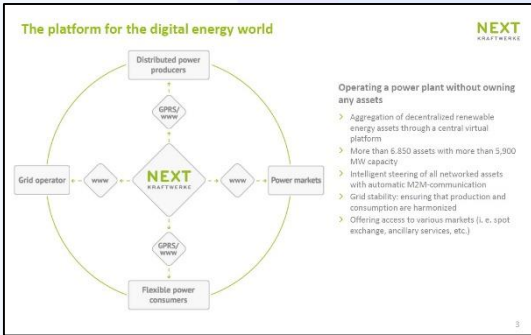 The platform for the digital energy world
NEXT
KRAFTWERKE
Distributed power
producers
GPRS/
www
Grid operator
www
NEXT
KRAFTWERKE
www
Power markets
GPRS/
www
Flexible power
consumers
Operating a power plant without owning
any assets
> Aggregation of decentralized renewable
energy assets through a central virtual
platform
> More than 6.850 assets with more than 5,900
MW capacity
> Intelligent steering of all networked assets
with automatic M2M-communication
> Grid stability: ensuring that production and
consumption are harmonized
> Offering access to various markets (i. e. spot
exchange, ancillary services, etc.)
3